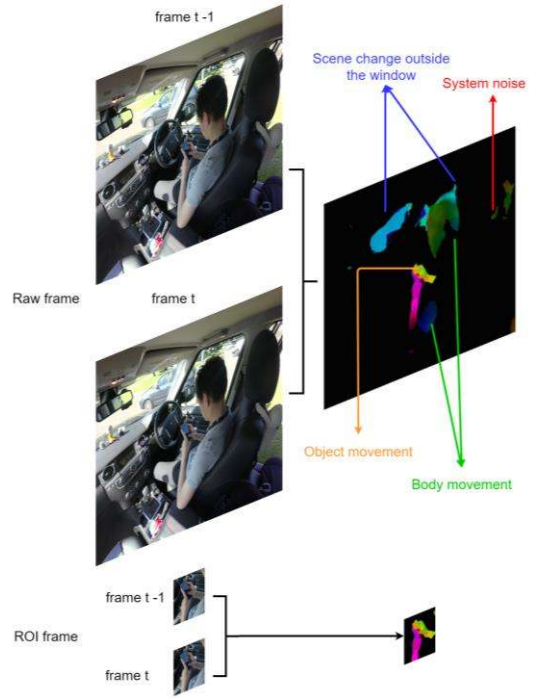 frame t -1
Scene change outside
the window
System noise
Raw frame
frame t
Object movement
Body movement
frame t -1
ROI frame
frame t